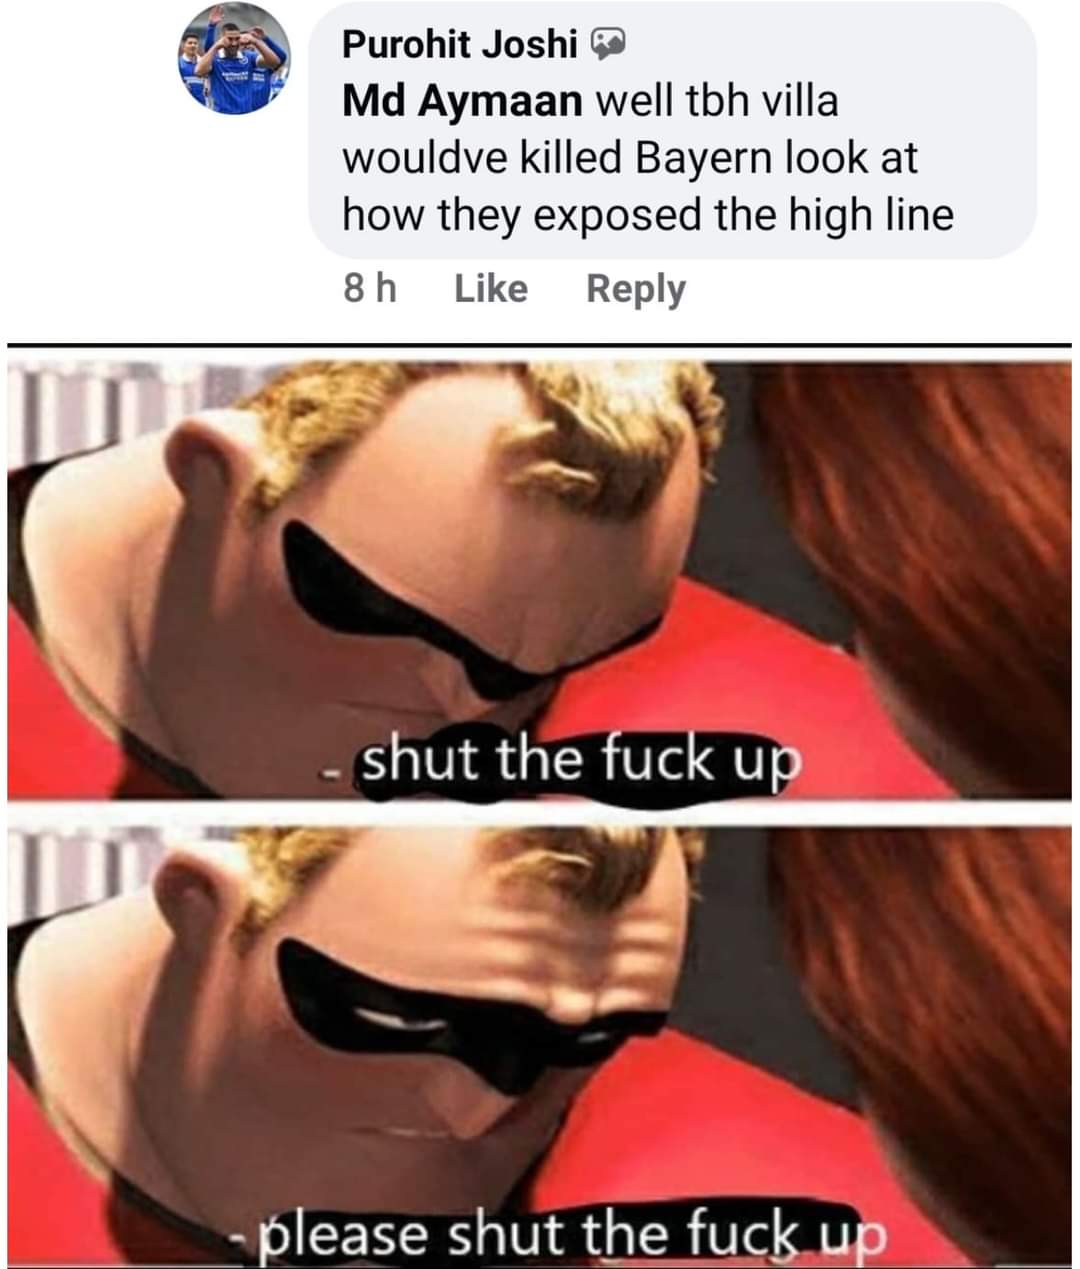 Purohit Joshi
Md Aymaan well tbh villa
wouldve killed Bayern look at
how they exposed the high line
8 h Like Reply
- shut the fuck up
- please shut the fuck up